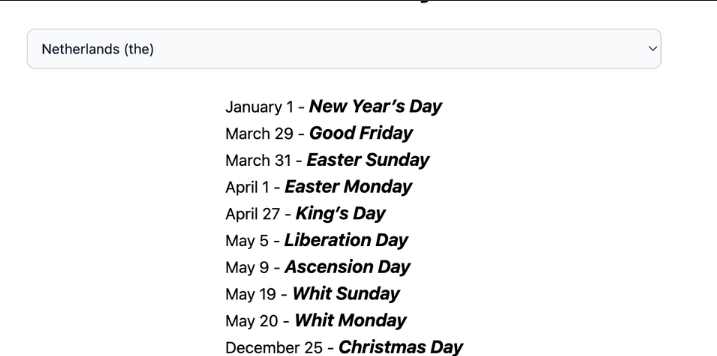 Netherlands (the)
January 1 - New Year's Day
March 29 - Good Friday
March 31 - Easter Sunday
April 1 - Easter Monday
April 27 - King's Day
May 5 - Liberation Day
May 9 - Ascension Day
May 19 - Whit Sunday
May 20 - Whit Monday
December 25 - Christmas Day